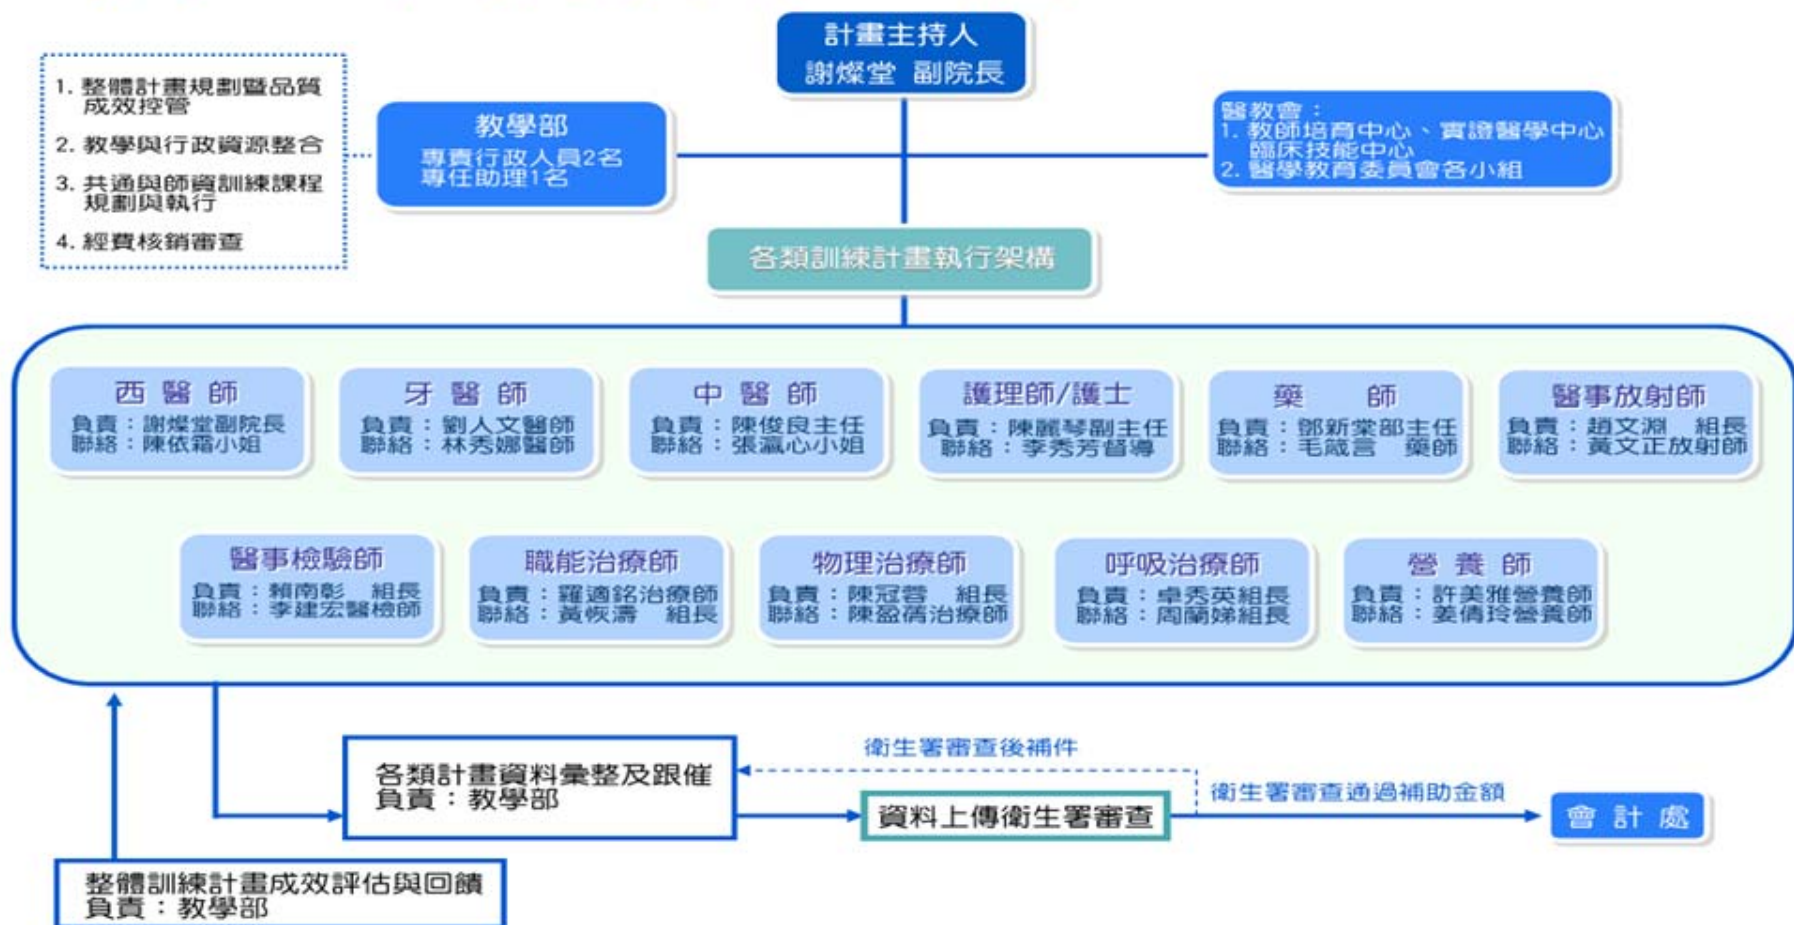 計畫主持人
謝燦堂 副院長
1. 整體計畫規劃暨品質
成效控管
2. 教學與行政資源整合
3. 共通與師資訓練課程
規劃與執行
4. 經費核銷審查
教學部
專責行政人員2名
專任助理1名
醫教會：
1. 教師培育中心、實證醫學中心
臨床技能中心
2. 醫學教育委員會各小組
各類訓練計畫執行架構
西 醫 師
負責：謝燦堂副院長
聯絡：陳依霜小姐
牙 醫 師
負責：劉人文醫師
聯絡：林秀娜醫師
中 醫 師
負責：陳俊良主任
聯絡：張瀛心小姐
護理師/護士
負責：陳麗琴副主任
聯絡：李秀芳督導
藥 師
負責：鄧新棠部主任
聯絡：毛箴言 藥師
醫事放射師
負責：趙文淵 組長
聯絡：黃文正放射師
醫事檢驗師
負責：賴南彰 組長
聯絡：李建宏醫檢師
職能治療師
負責：羅適銘治療師
聯絡：黃恢濤 組長
物理治療師
負責：陳冠蓉 組長
聯絡：陳盈蒨治療師
呼吸治療師
負責：卓秀英組長
聯絡：周蘭娣組長
營 養 師
負責：許美雅營養師
聯絡：姜倩玲營養師
衛生署審查後補件
各類計畫資料彙整及跟催
負責：教學部
資料上傳衛生署審查
衛生署審查通過補助金額
會 計 處
整體訓練計畫成效評估與回饋
負責：教學部